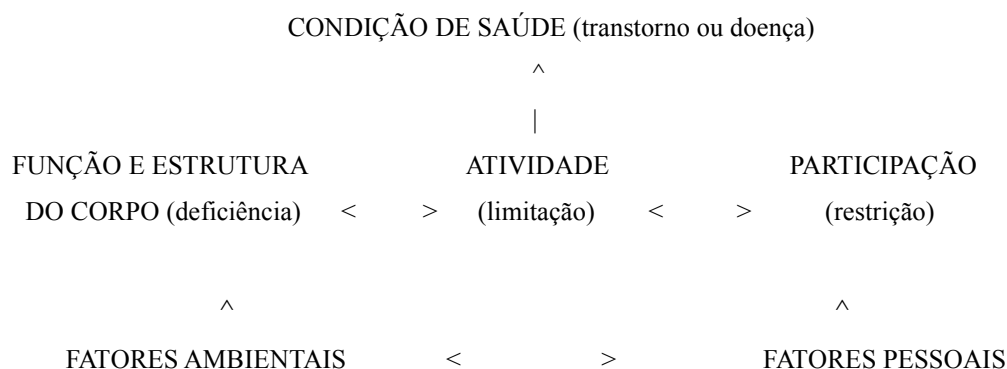 CONDIÇÃO DE SAÚDE (transtorno ou doença)
^
|
FUNÇÃO E ESTRUTURA ATIVIDADE PARTICIPAÇÃO
DO CORPO (deficiência) < > (limitação) < > (restrição)
^ ^
FATORES AMBIENTAIS < > FATORES PESSOAIS